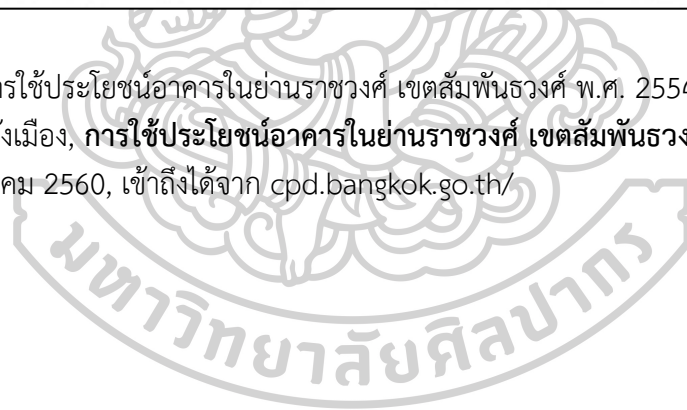 ารใช้ประโยชน์อาคารในย่านราชวงศ์ เขตสัมพันธวงศ์ พ.ศ. 2554
ังเมือง, การใช้ประโยชน์อาคารในย่านราชวงศ์ เขตสัมพันธวง
คม 2560, เข้าถึงได้จาก cpd.bangkok.go.th/
มหาวิทยาลัยศิลปากร